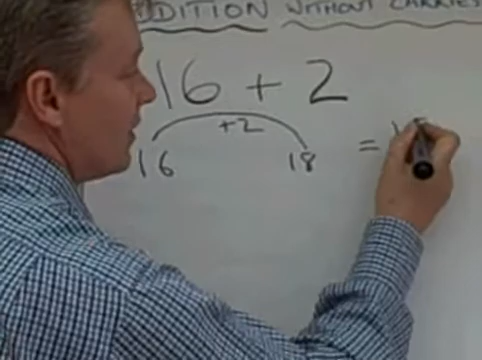 DDITION WITHOUT CARRIES
16 + 2
+2
16 18 =